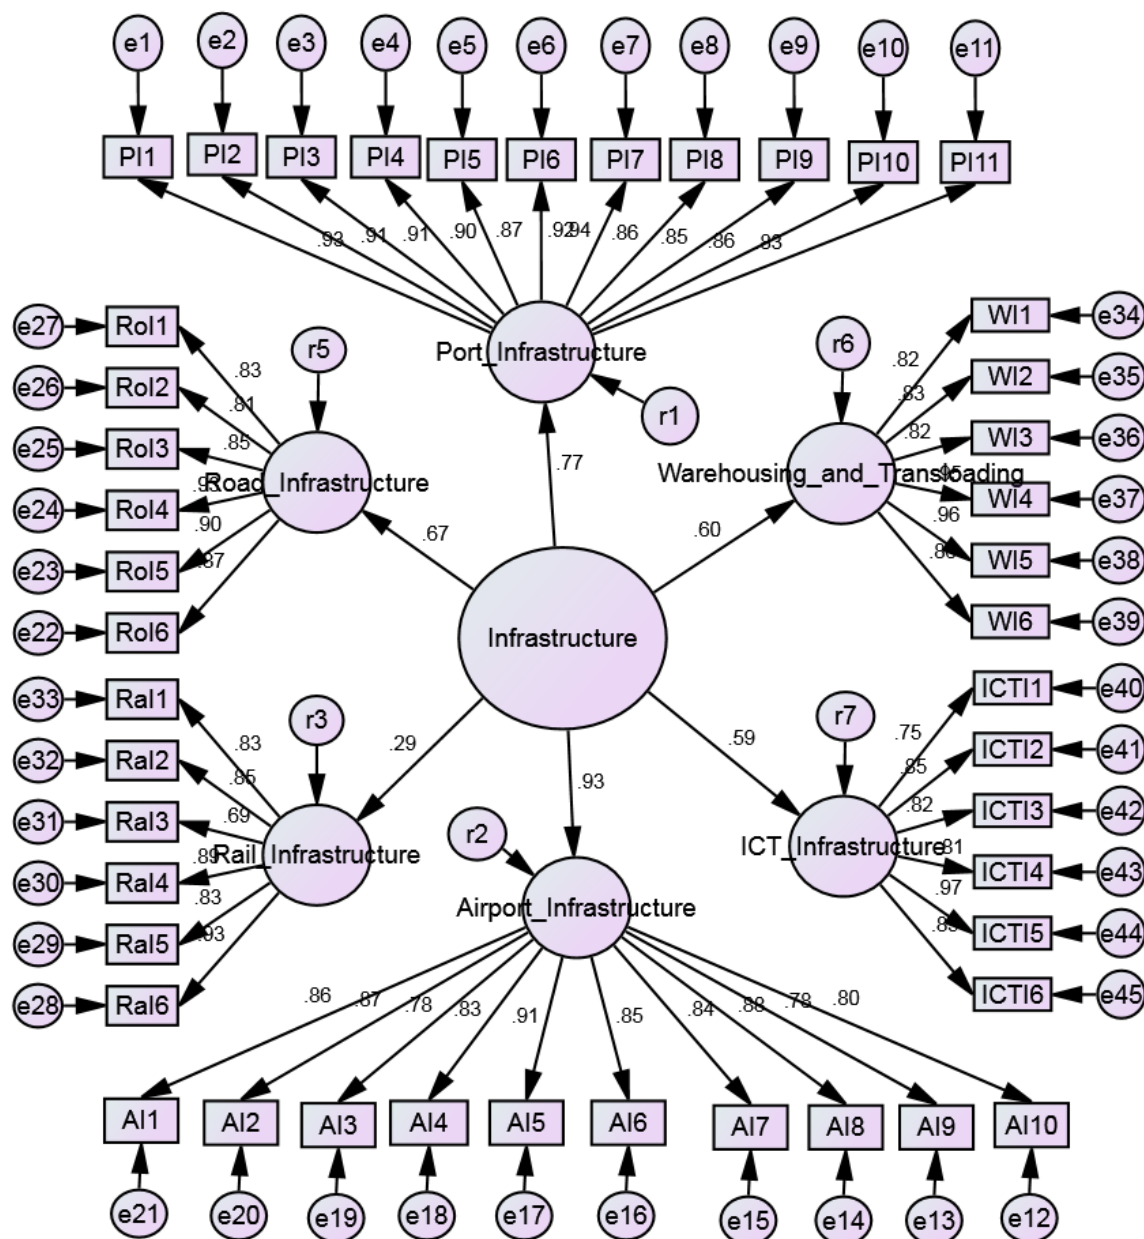 e1 e2 e3 e4 e5 e6 e7 e8 e9 e10 e11
PI1 PI2 PI3 PI4 PI5 PI6 PI7 PI8 PI9 PI10 PI11
.93 .91 .91 .90 .87 .92 .94 .86 .85 .86 .83
Port_Infrastructure
r1
.77
e27 RoI1
e26 RoI2
e25 RoI3
e24 RoI4
e23 RoI5
e22 RoI6
.83
.81
.85
.90
.87
r5
Road_Infrastructure
.67
r6
Warehousing_and_Transloading
.60
.82
.83
.82
.95
.96
WI1 e34
WI2 e35
WI3 e36
WI4 e37
WI5 e38
WI6 e39
Infrastructure
e33 RaI1
e32 RaI2
e31 RaI3
e30 RaI4
e29 RaI5
e28 RaI6
.83
.85
.69
.89
.83
.93
r3
Rail_Infrastructure
.29
.93
.59
r7
ICT_Infrastructure
.75
.85
.82
.81
.97
ICTI1 e40
ICTI2 e41
ICTI3 e42
ICTI4 e43
ICTI5 e44
ICTI6 e45
r2
Airport_Infrastructure
.86 .87 .78 .83 .91 .85 .84 .88 .78 .80
AI1 AI2 AI3 AI4 AI5 AI6 AI7 AI8 AI9 AI10
e21 e20 e19 e18 e17 e16 e15 e14 e13 e12